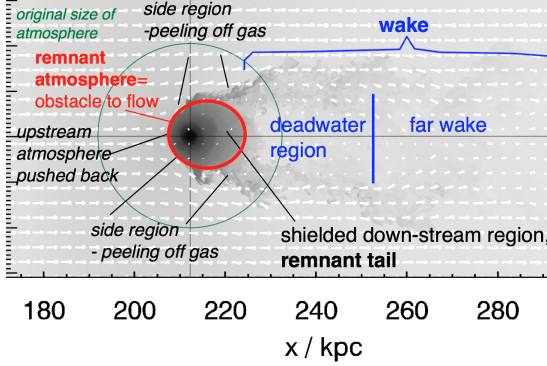 original size of
atmosphere
side region
-peeling off gas
wake
remnant
atmosphere=
obstacle to flow
upstream
atmosphere
pushed back
deadwater
region
far wake
side region
- peeling off gas
shielded down-stream region,
remnant tail
180 200 220 240 260 280
x / kpc